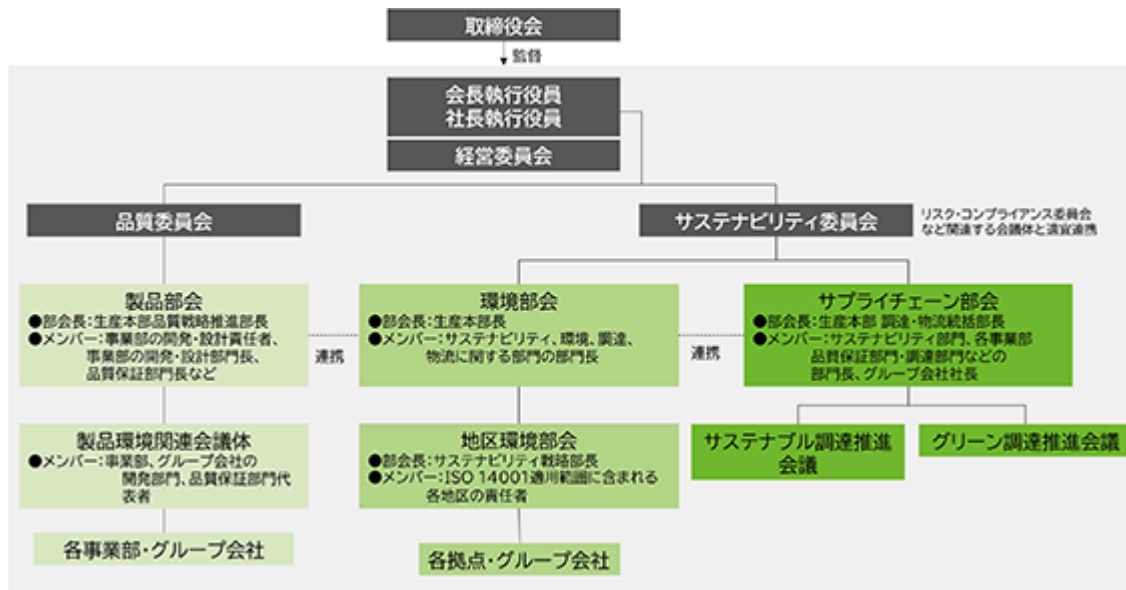 取締役会
監督
会長執行役員
社長執行役員
経営委員会
品質委員会
サステナビリティ委員会
リスク・コンプライアンス委員会
など関連する会議体と適宜連携
製品部会
●部会長：生産本部品質戦略推進部長
●メンバー：事業部の開発・設計責任者、
事業部の開発・設計部門長、
品質保証部門長など
連携
環境部会
●部会長：生産本部長
●メンバー：サステナビリティ、環境、調達、
物流に関する部門の部門長
連携
サプライチェーン部会
●部会長：生産本部 調達・物流統括部長
●メンバー：サステナビリティ部門、各事業部
品質保証部門・調達部門などの
部門長、グループ会社社長
製品環境関連会議体
●メンバー：事業部、グループ会社の
開発部門、品質保証部門代
表者
地区環境部会
●部会長：サステナビリティ戦略部長
●メンバー：ISO 14001適用範囲に含まれる
各地区の責任者
サステナブル調達推進
会議
グリーン調達推進会議
各事業部・グループ会社
各拠点・グループ会社